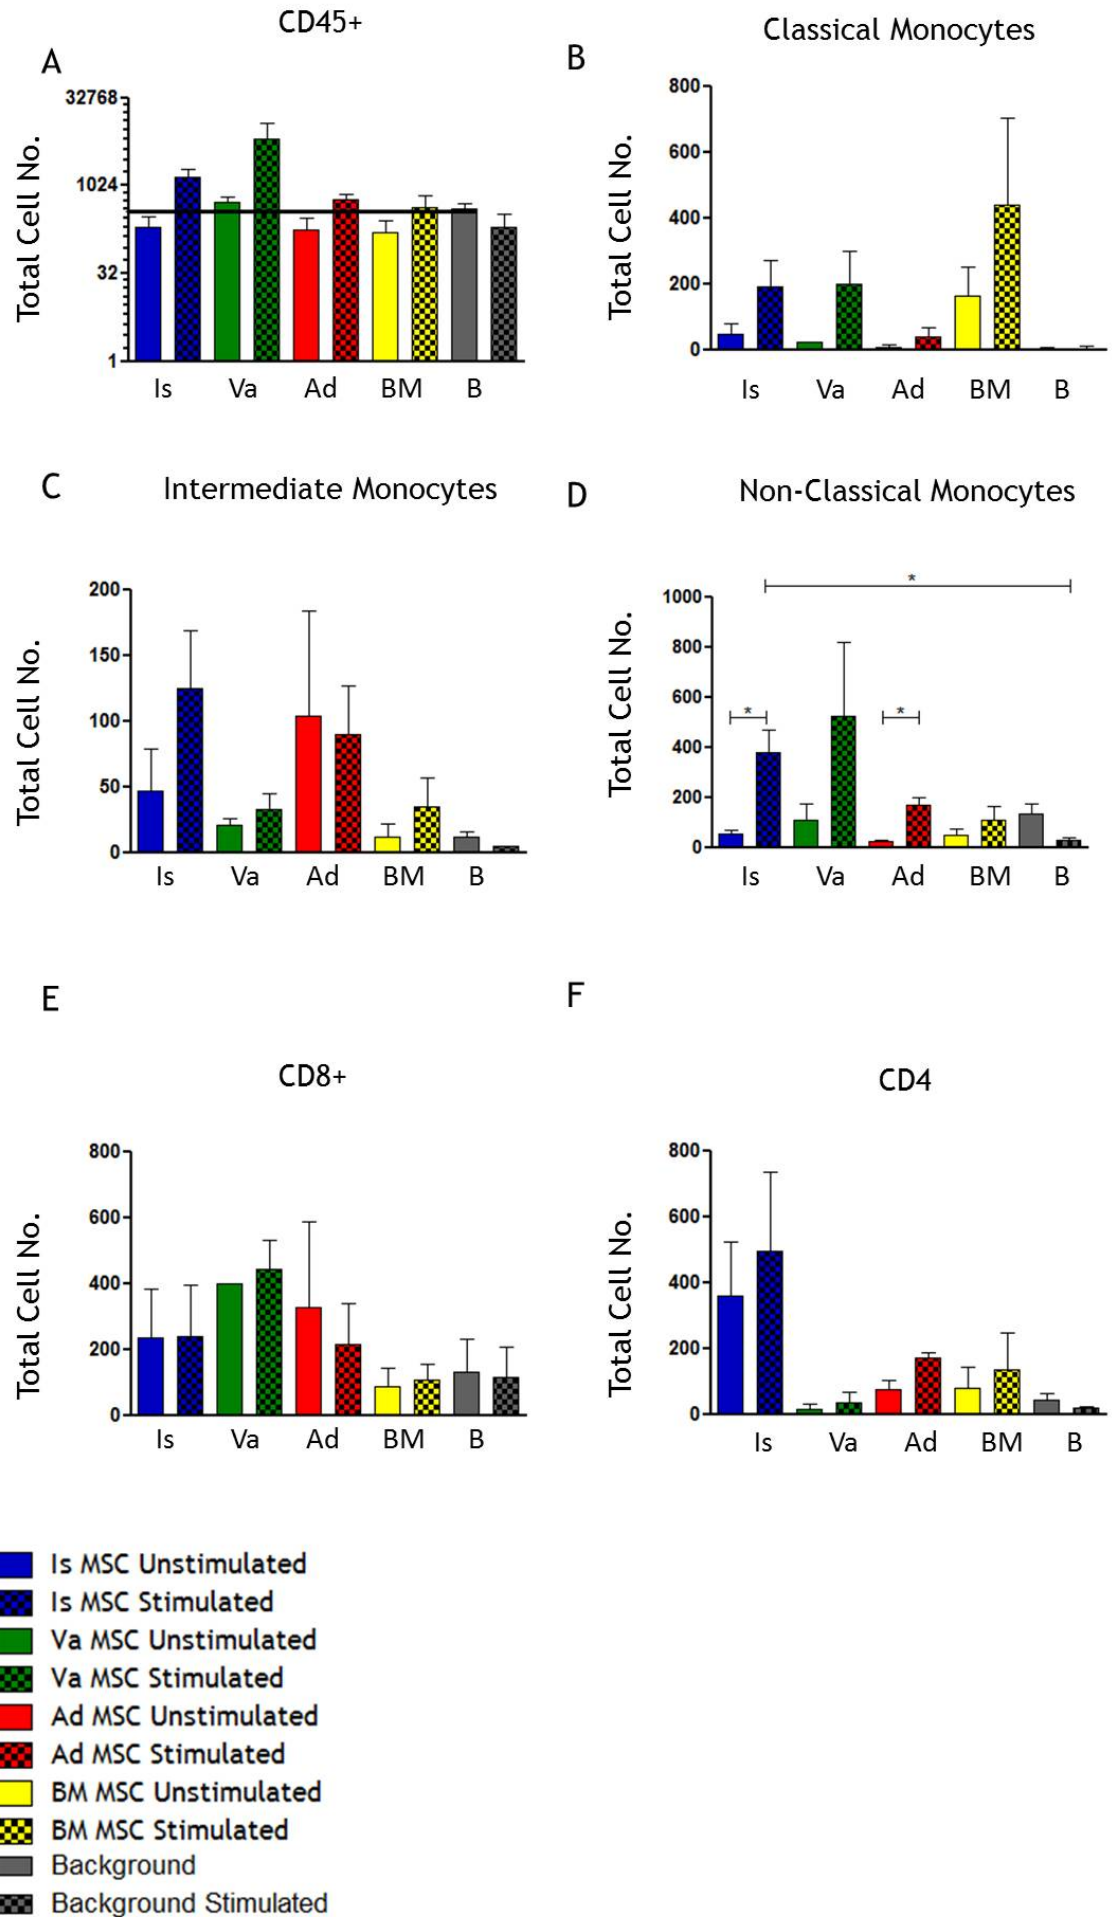 CD45+
A
Total Cell No.
32768
1024
32
1
Is Va Ad BM B
Classical Monocytes
B
Total Cell No.
800
600
400
200
0
Is Va Ad BM B
C
Intermediate Monocytes
Total Cell No.
200
150
100
50
0
Is Va Ad BM B
D
Non-Classical Monocytes
Total Cell No.
1000
800
600
400
200
0
*
*
*
Is Va Ad BM B
E
CD8+
Total Cell No.
800
600
400
200
0
Is Va Ad BM B
F
CD4
Total Cell No.
800
600
400
200
0
Is Va Ad BM B
Is MSC Unstimulated
Is MSC Stimulated
Va MSC Unstimulated
Va MSC Stimulated
Ad MSC Unstimulated
Ad MSC Stimulated
BM MSC Unstimulated
BM MSC Stimulated
Background
Background Stimulated